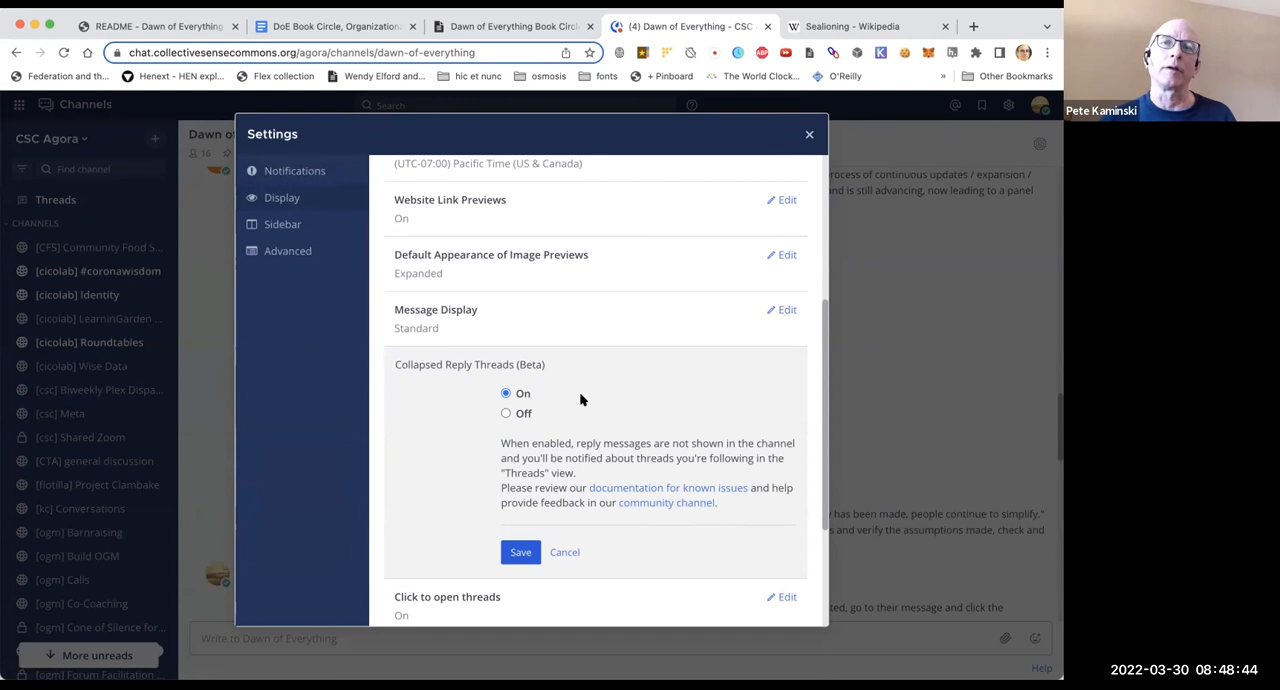 README - Dawn of Everything
DoE Book Circle, Organization
Dawn of Everything Book Circ
(4) Dawn of Everything - CSC
Sealioning - Wikipedia
chat.collectivesensecommons.org/agora/channels/dawn-of-everything
Federation and th...
Henext - HEN expl...
Flex collection
Wendy Elford and...
hic et nunc
osmosis
fonts
+ Pinboard
The World Clock...
O'Reilly
»
Other Bookmarks
Pete Kaminski
Channels
Search
CSC Agora
Find channel
Threads
CHANNELS
[CFS] Community Food S...
[cicolab] #coronawisdom
[cicolab] Identity
[cicolab] LearninGarden ...
[cicolab] Roundtables
[cicolab] Wise Data
[csc] Biweekly Plex Dispa...
[csc] Meta
[csc] Shared Zoom
[CTA] general discussion
[flotilla] Project Clambake
[kc] Conversations
[ogm] Barnraising
[ogm] Build OGM
[ogm] Calls
[ogm] Co-Coaching
[ogm] Cone of Silence for...
More unreads
[ogm] Forum Facilitation
Dawn of
16
rocess of continuous updates / expansion /
nd is still advancing, now leading to a panel
y has been made, people continue to simplify."
s and verify the assumptions made, check and
ted, go to their message and click the
Write to Dawn of Everything
Help
Settings
Notifications
Display
Sidebar
Advanced
(UTC-07:00) Pacific Time (US & Canada)
Website Link Previews
Edit
On
Default Appearance of Image Previews
Edit
Expanded
Message Display
Edit
Standard
Collapsed Reply Threads (Beta)
On
Off
When enabled, reply messages are not shown in the channel
and you'll be notified about threads you're following in the
"Threads" view.
Please review our documentation for known issues and help
provide feedback in our community channel.
Save
Cancel
Click to open threads
Edit
On
2022-03-30 08:48:44